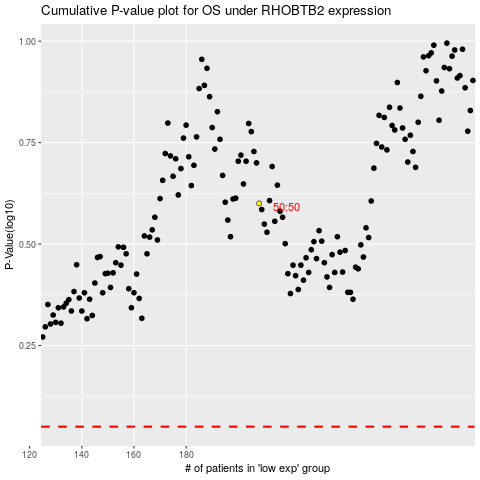 Cumulative P-value plot for OS under RHOBTB2 expression
P-Value(log10)
1.00
0.75
0.50
0.25
50:50
120 140 160 180
# of patients in 'low exp' group